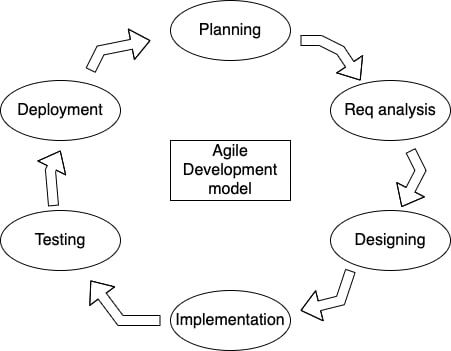 Planning
Req analysis
Designing
Implementation
Testing
Deployment
Agile
Development
model